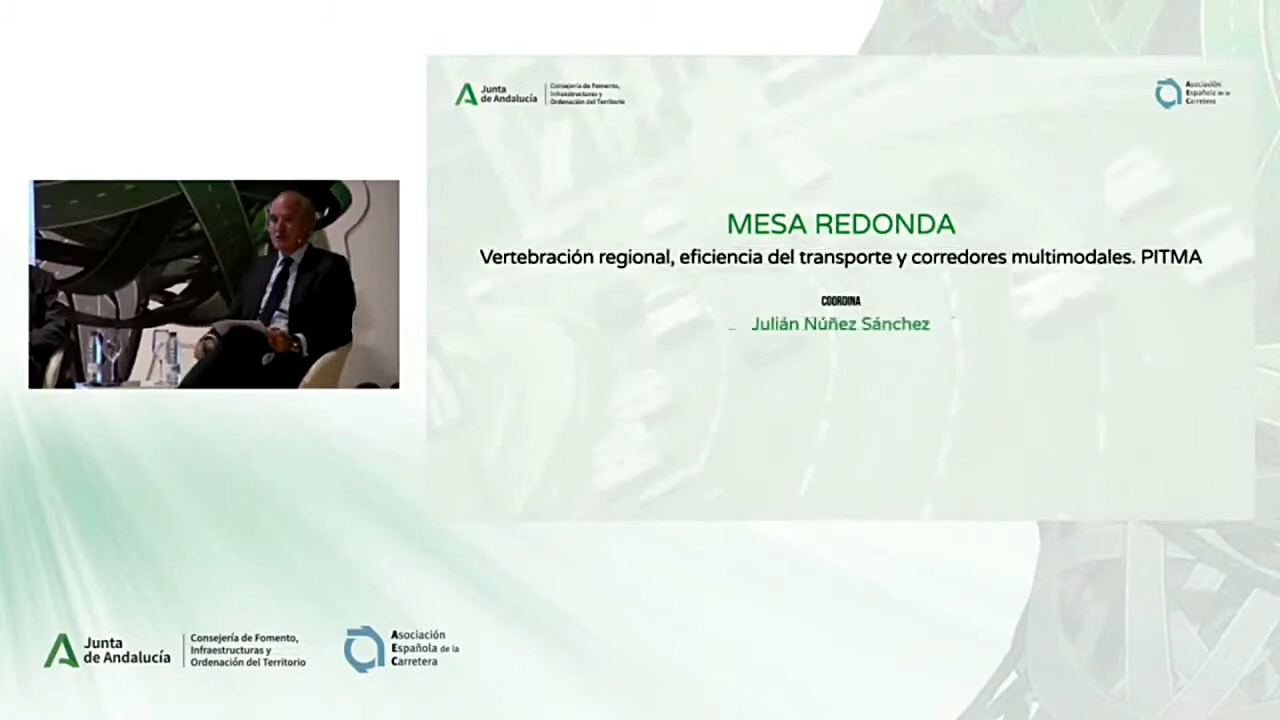 Junta
de Andalucía
Consejería de Fomento,
Infraestructuras y
Ordenación del Territorio
Asociación
Española de la
Carretera
MESA REDONDA
Vertebración regional, eficiencia del transporte y corredores multimodales. PITMA
COORDINA
Julián Núñez Sánchez
Junta
de Andalucía
Consejería de Fomento,
Infraestructuras y
Ordenación del Territorio
Asociación
Española de la
Carretera